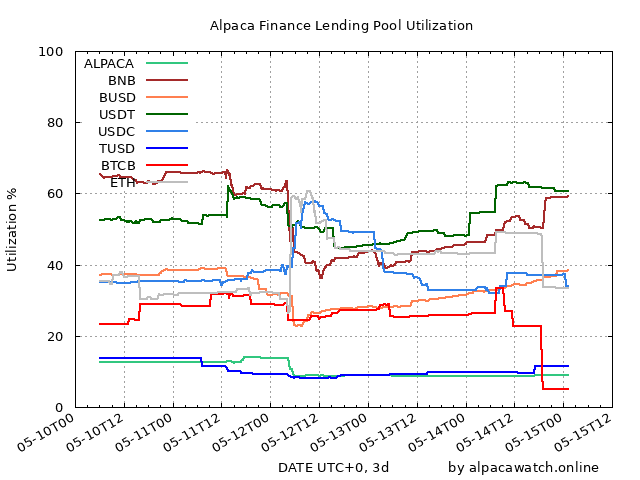 Alpaca Finance Lending Pool Utilization
100
80
60
40
20
0
Utilization %
ALPACA
BNB
BUSD
USDT
USDC
TUSD
BTCB
ETH
05-10T00
05-10T12
05-11T00
05-11T12
05-12T00
05-12T12
05-13T00
05-13T12
05-14T00
05-14T12
05-15T00
05-15T12
DATE UTC+0, 3d
by alpacawatch.online